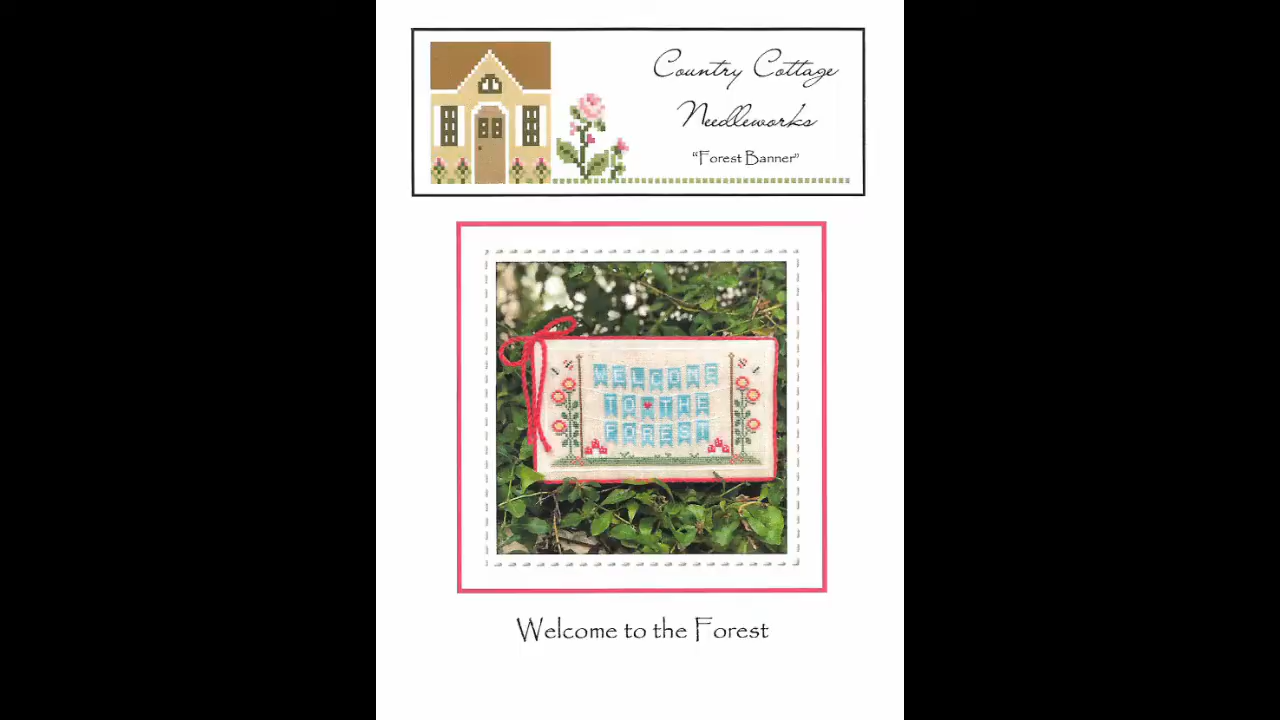 Country Cottage
Needleworks
"Forest Banner"
WELCOME
TO THE
FOREST
Welcome to the Forest